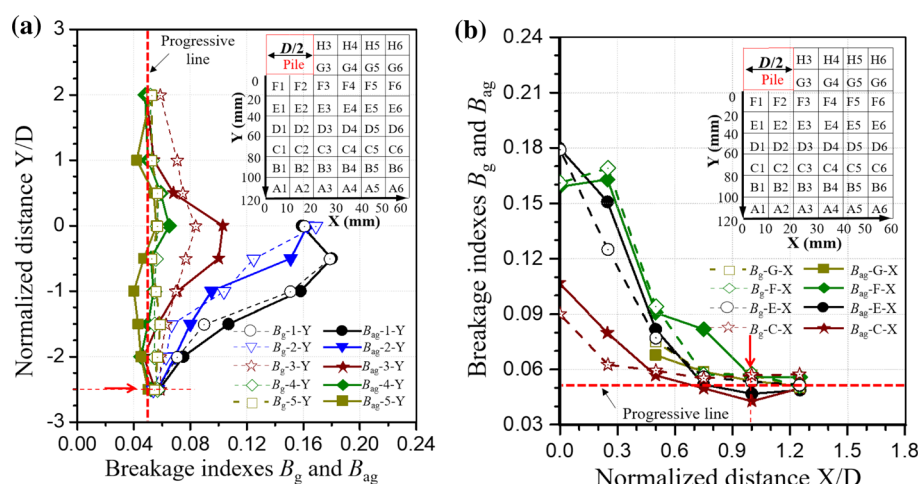 (a)
3
2
1
0
-1
-2
-3
Normalized distance Y/D
0.00 0.04 0.08 0.12 0.16 0.20 0.24
Breakage indexes Bg and Bag
Progressive
line
D/2
Pile
H3 H4 H5 H6
G3 G4 G5 G6
F1 F2 F3 F4 F5 F6
E1 E2 E3 E4 E5 E6
D1 D2 D3 D4 D5 D6
C1 C2 C3 C4 C5 C6
B1 B2 B3 B4 B5 B6
A1 A2 A3 A4 A5 A6
0
20
40
60
80
100
120
Y (mm)
0 10 20 30 40 50 60
X (mm)
Bg-1-Y Bag-1-Y
Bg-2-Y Bag-2-Y
Bg-3-Y Bag-3-Y
Bg-4-Y Bag-4-Y
Bg-5-Y Bag-5-Y
(b)
0.24
0.21
0.18
0.15
0.12
0.09
0.06
0.03
Breakage indexes Bg and Bag
0.0 0.3 0.6 0.9 1.2 1.5 1.8
Normalized distance X/D
D/2
Pile
H3 H4 H5 H6
G3 G4 G5 G6
F1 F2 F3 F4 F5 F6
E1 E2 E3 E4 E5 E6
D1 D2 D3 D4 D5 D6
C1 C2 C3 C4 C5 C6
B1 B2 B3 B4 B5 B6
A1 A2 A3 A4 A5 A6
0
20
40
60
80
100
120
Y (mm)
0 10 20 30 40 50 60
X (mm)
Bg-G-X Bag-G-X
Bg-F-X Bag-F-X
Bg-E-X Bag-E-X
Bg-C-X Bag-C-X
Progressive line